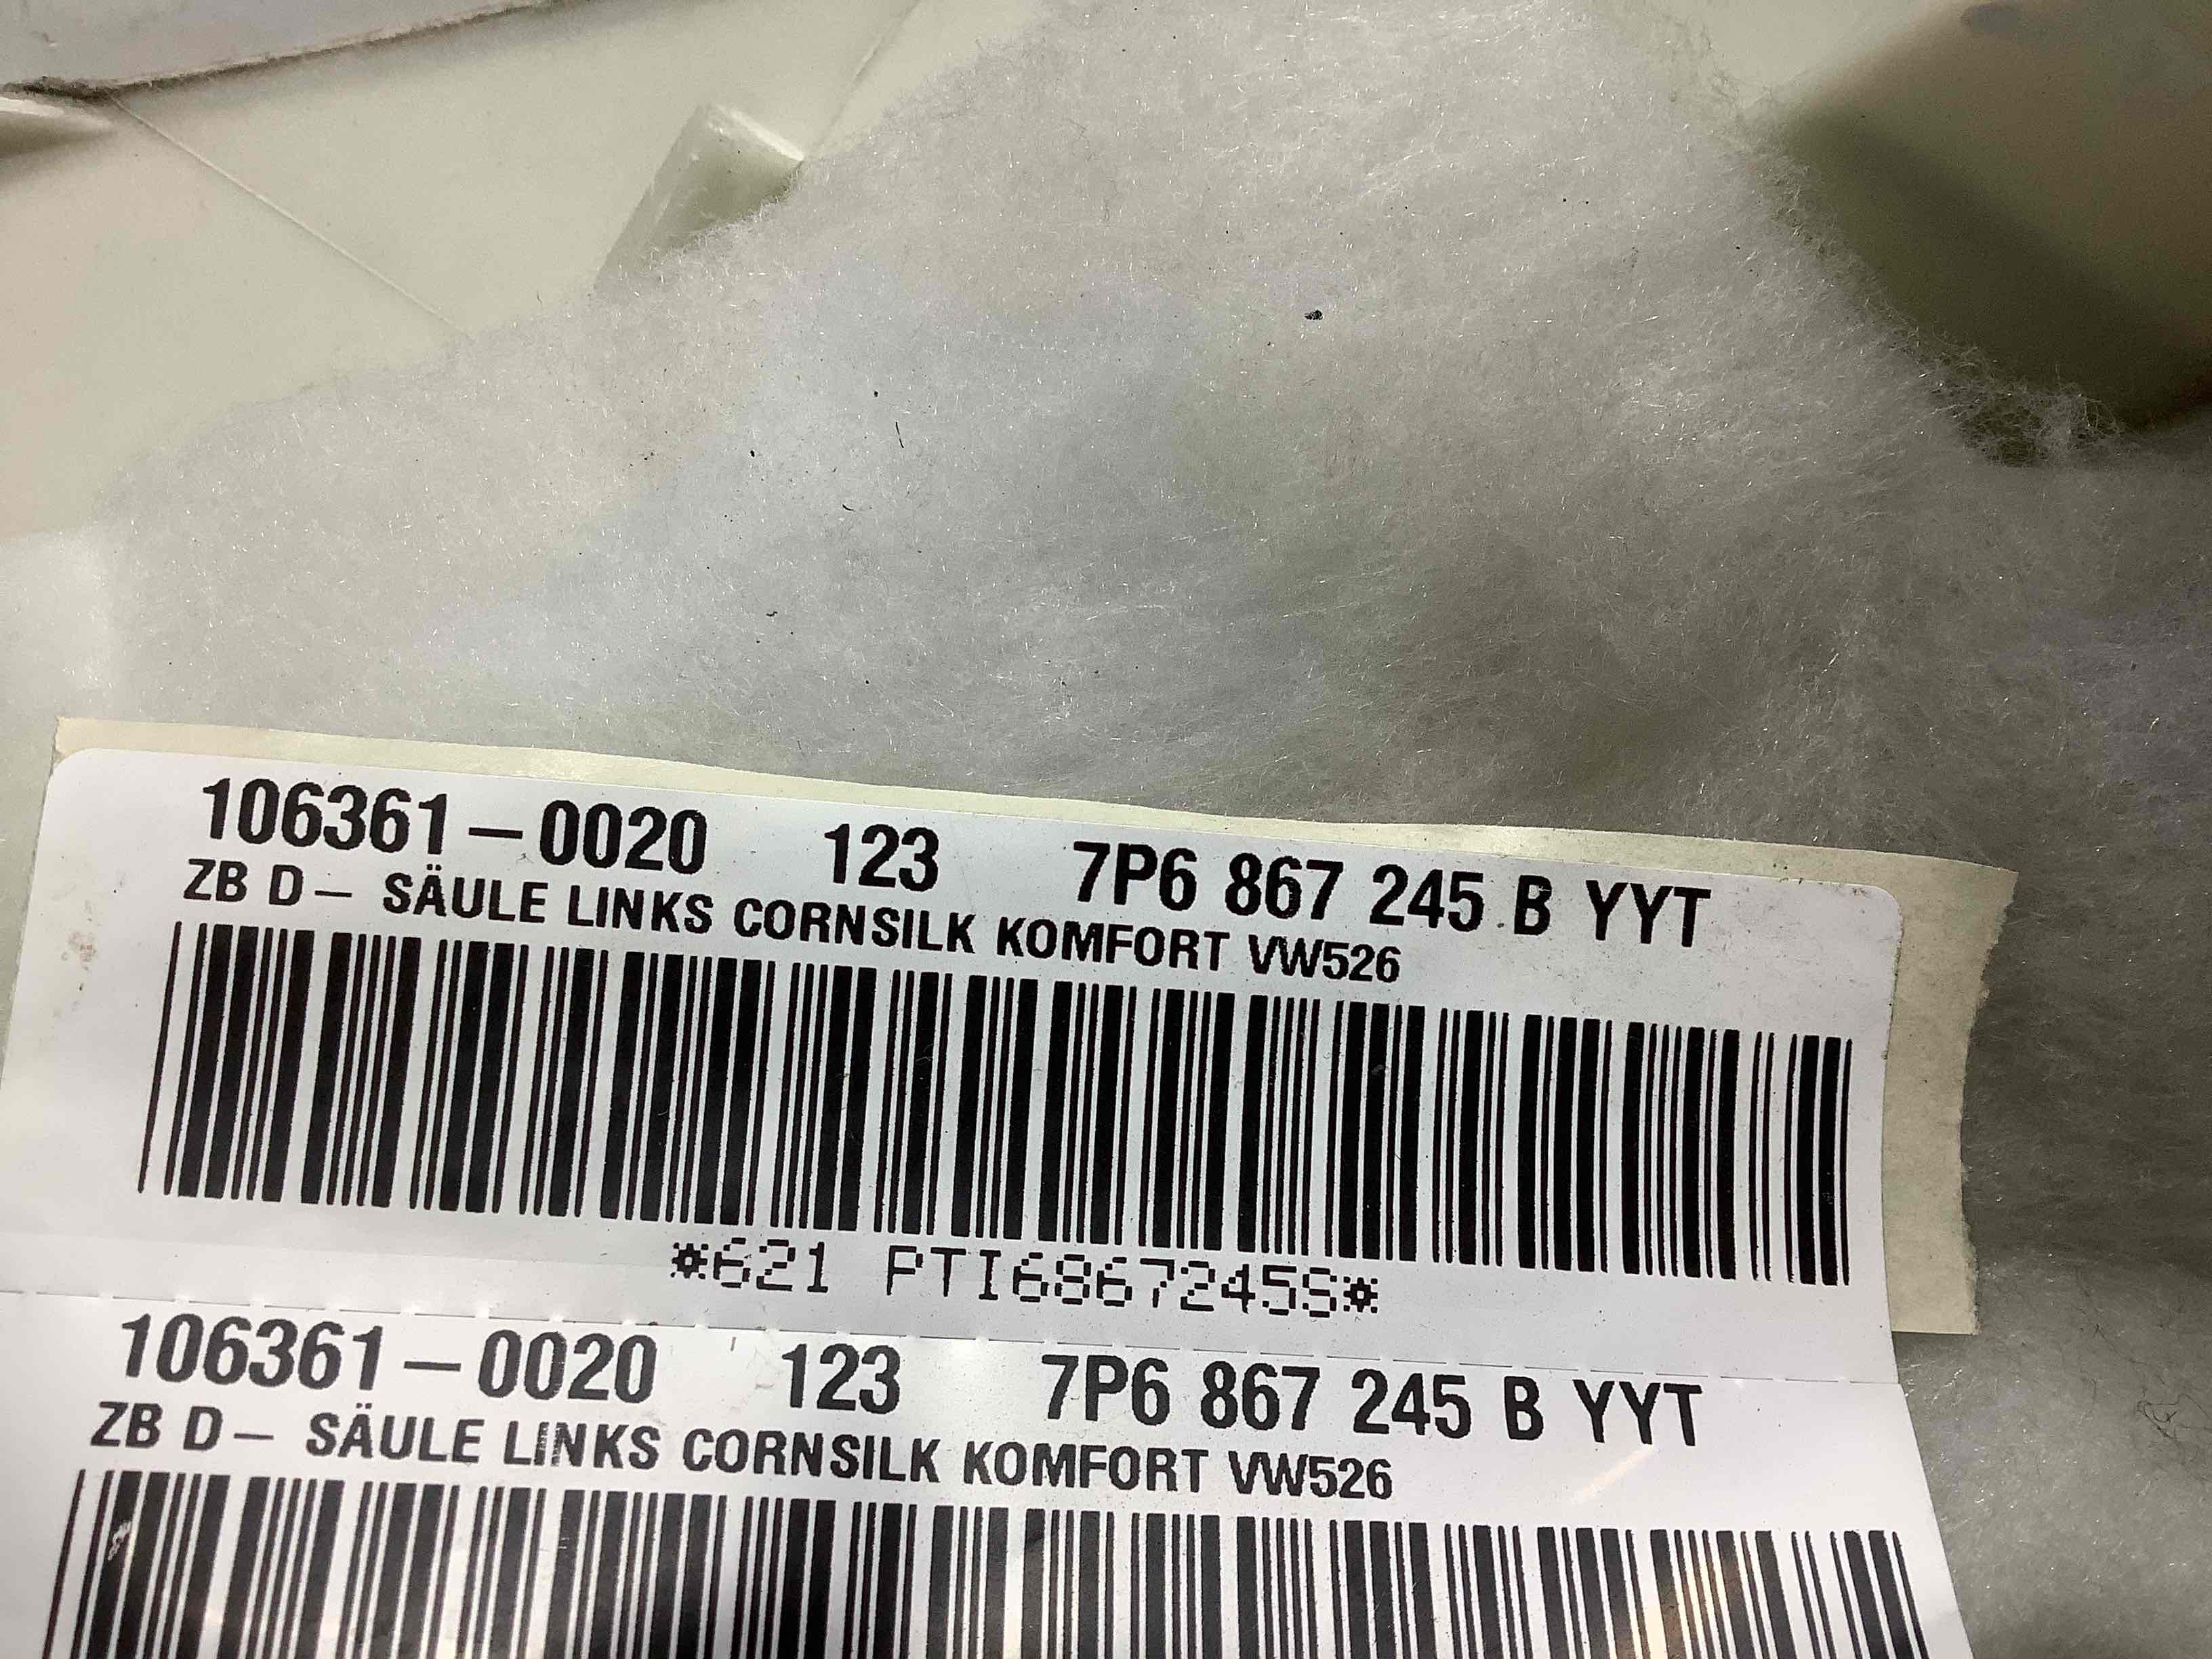 106361-0020 123 7P6 867 245 B YYT
ZB D- SÄULE LINKS CORNSILK KOMFORT VW526
*621 PTI6867245S*
106361-0020 123 7P6 867 245 B YYT
ZB D- SÄULE LINKS CORNSILK KOMFORT VW526